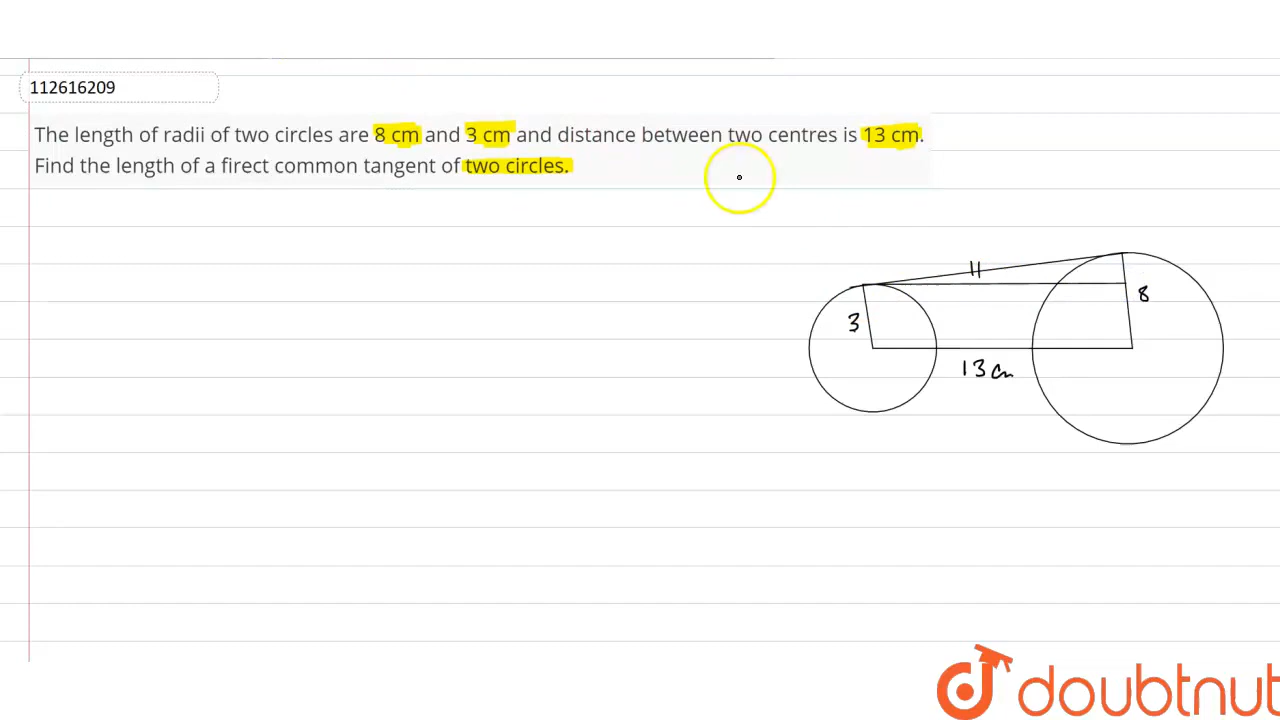 112616209
The length of radii of two circles are 8 cm and 3 cm and distance between two centres is 13 cm.
Find the length of a firect common tangent of two circles.
3
8
13 cm
doubtnut